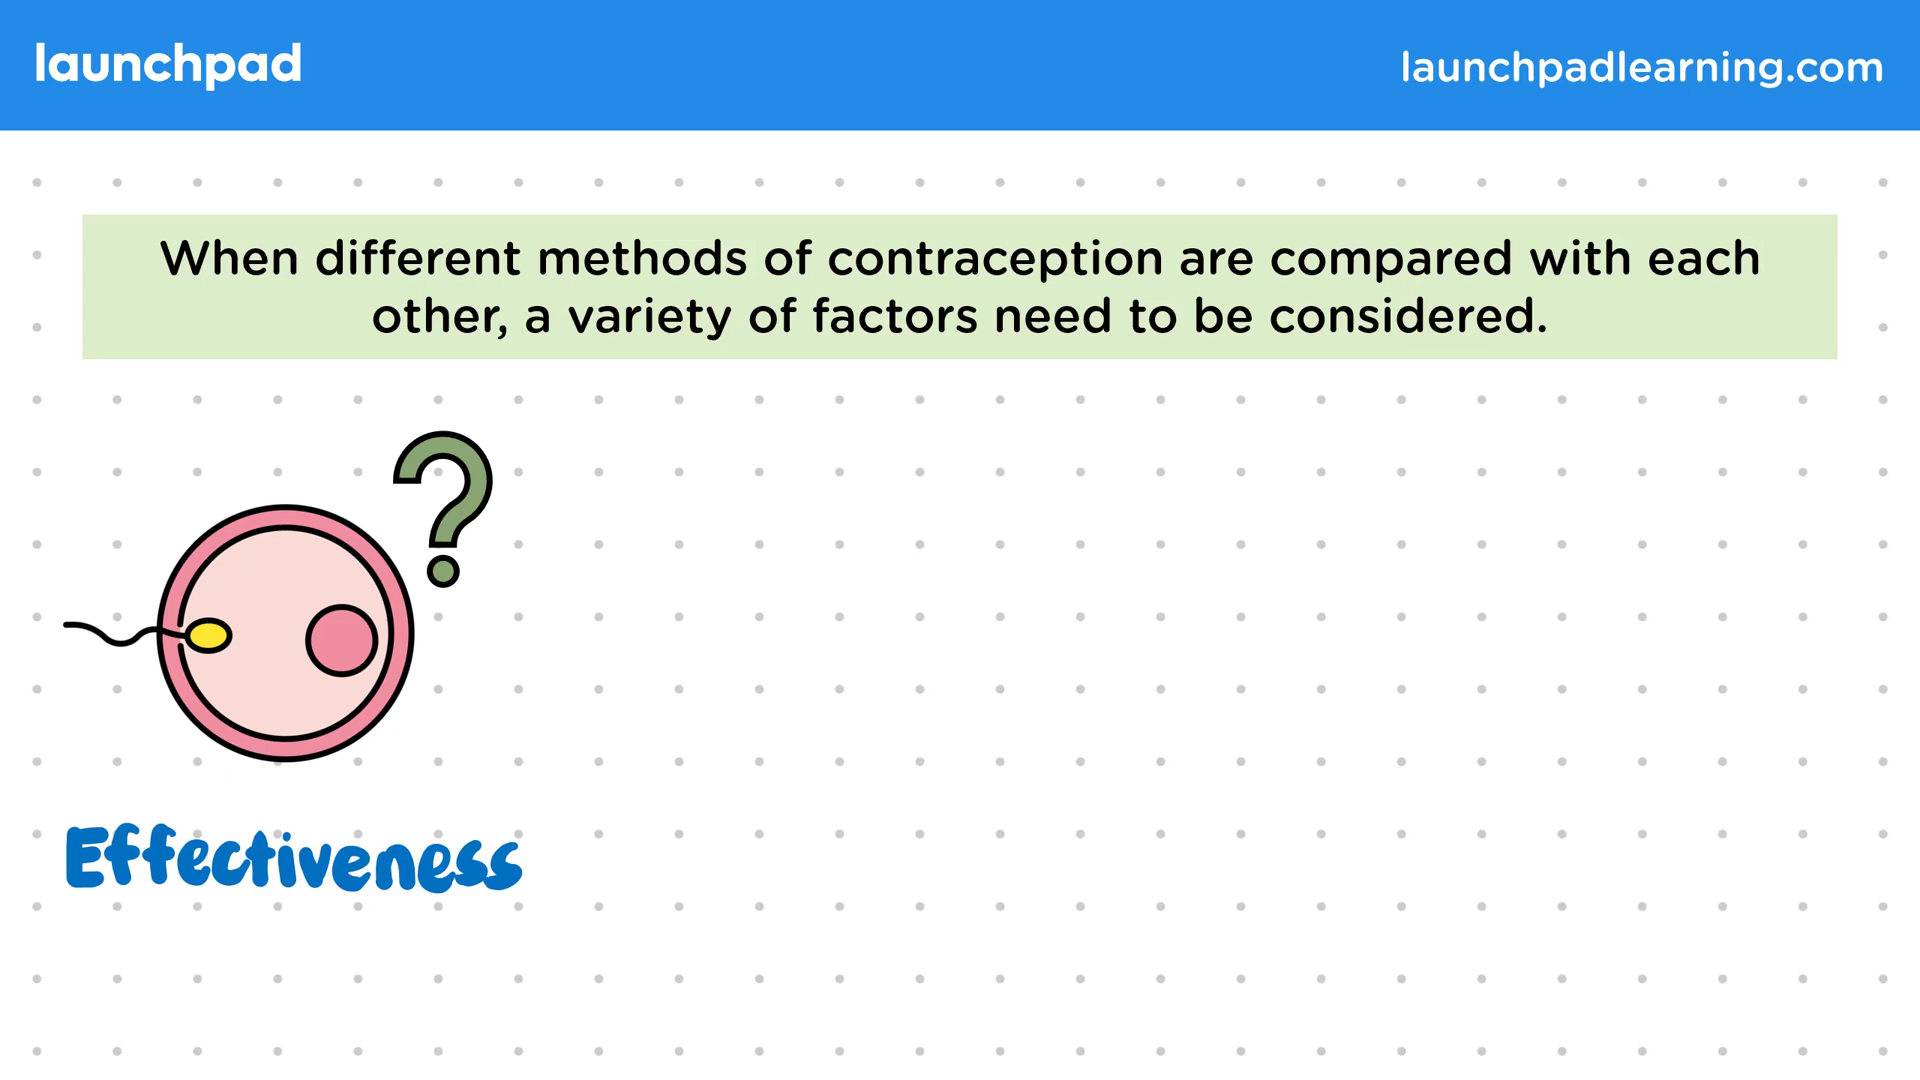 launchpad
launchpadlearning.com
When different methods of contraception are compared with each
other, a variety of factors need to be considered.
?
Effectiveness